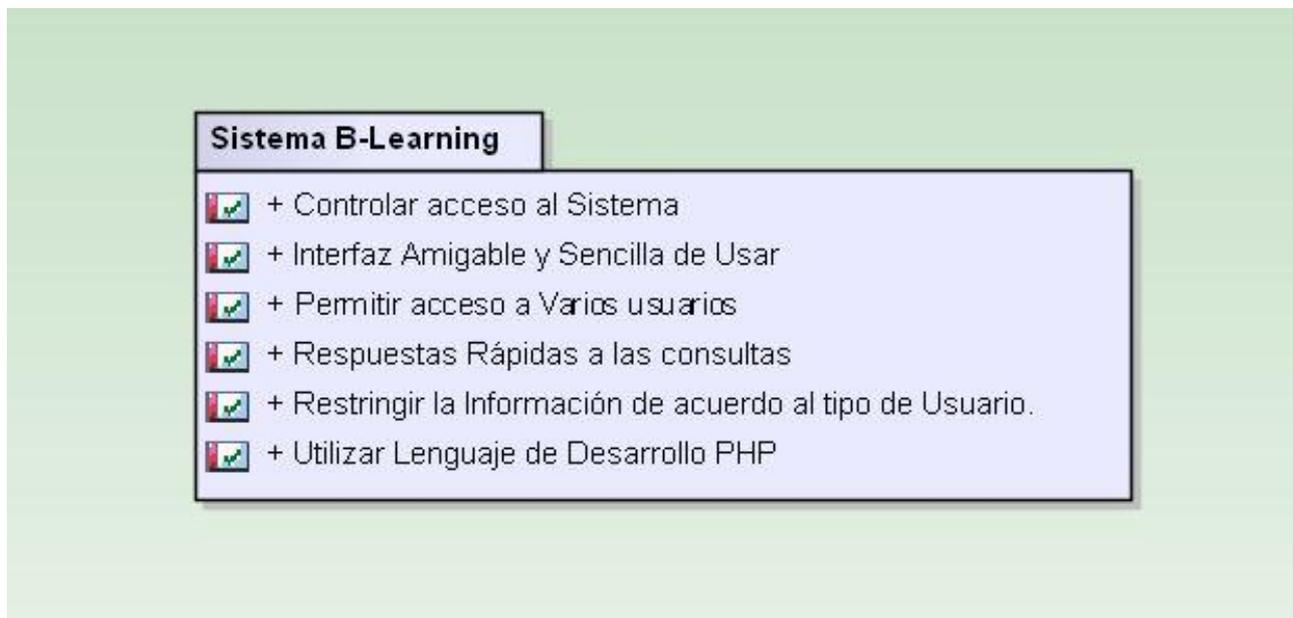 Sistema B-Learning
+ Controlar acceso al Sistema
+ Interfaz Amigable y Sencilla de Usar
+ Permitir acceso a Varios usuarios
+ Respuestas Rápidas a las consultas
+ Restringir la Información de acuerdo al tipo de Usuario.
+ Utilizar Lenguaje de Desarrollo PHP